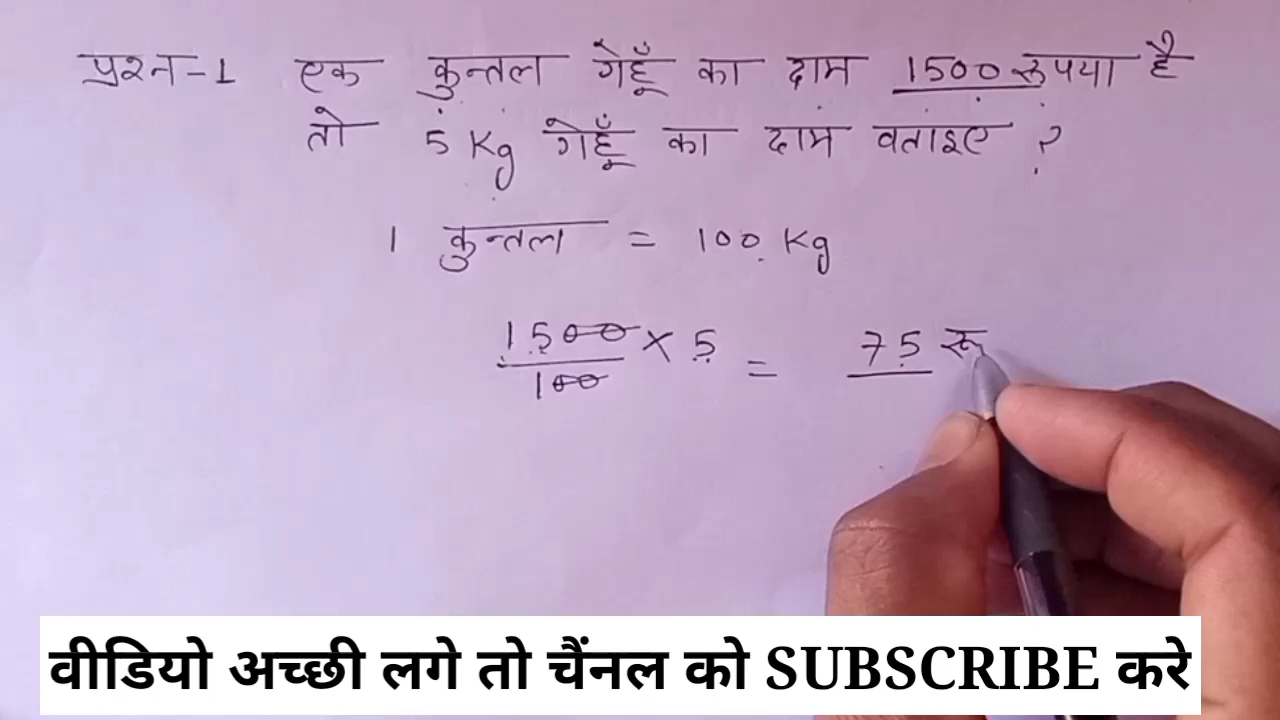 प्रश्न-1 एक कुन्तल गेहूँ का दाम 1500 रूपया है
तो 5 Kg गेहूँ का दाम वताइए ?
1 कुन्तल = 100 Kg
1500/100 × 5 = 75 रू
वीडियो अच्छी लगे तो चैंनल को SUBSCRIBE करे